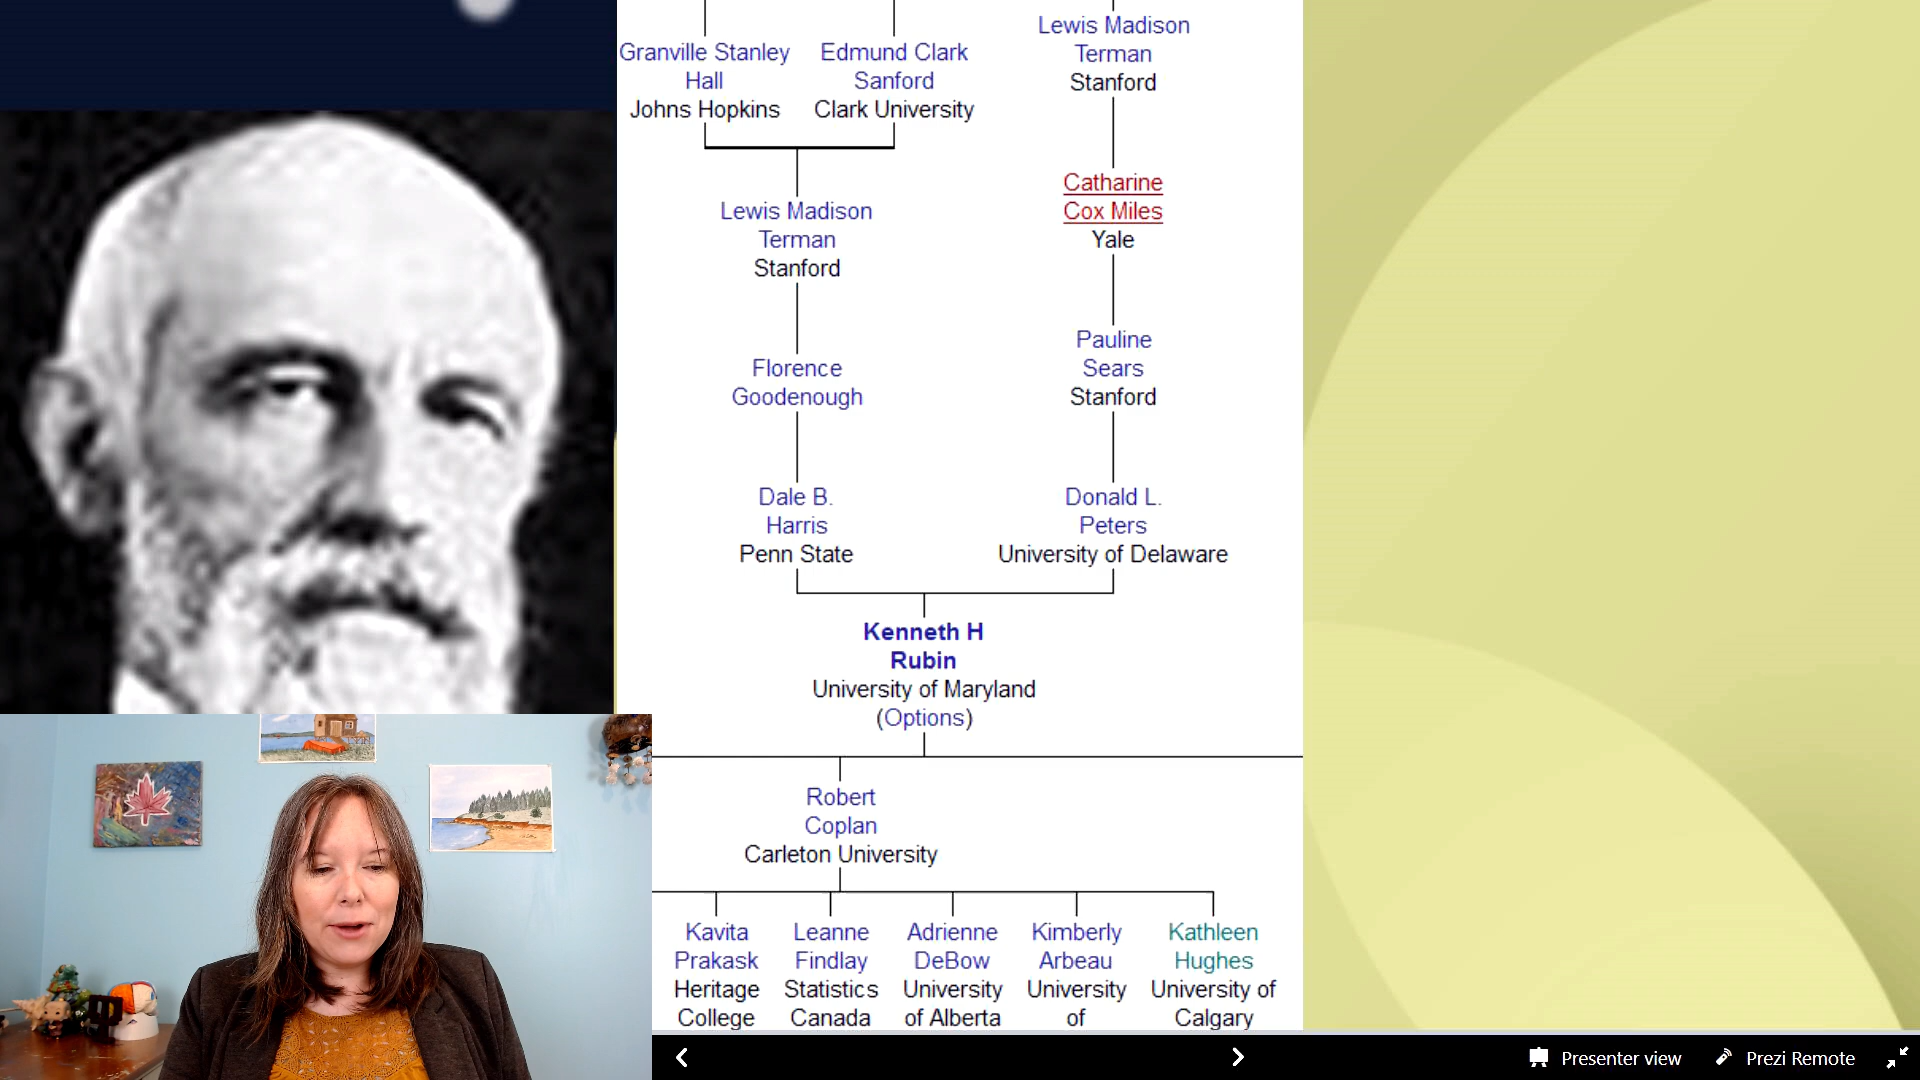 Granville Stanley
Hall
Johns Hopkins
Edmund Clark
Sanford
Clark University
Lewis Madison
Terman
Stanford
Catharine
Cox Miles
Yale
Lewis Madison
Terman
Stanford
Pauline
Sears
Stanford
Florence
Goodenough
Dale B.
Harris
Penn State
Donald L.
Peters
University of Delaware
Kenneth H
Rubin
University of Maryland
(Options)
Robert
Coplan
Carleton University
Kavita
Prakask
Heritage
College
Leanne
Findlay
Statistics
Canada
Adrienne
DeBow
University
of Alberta
Kimberly
Arbeau
University
of
Kathleen
Hughes
University of
Calgary
Presenter view
Prezi Remote